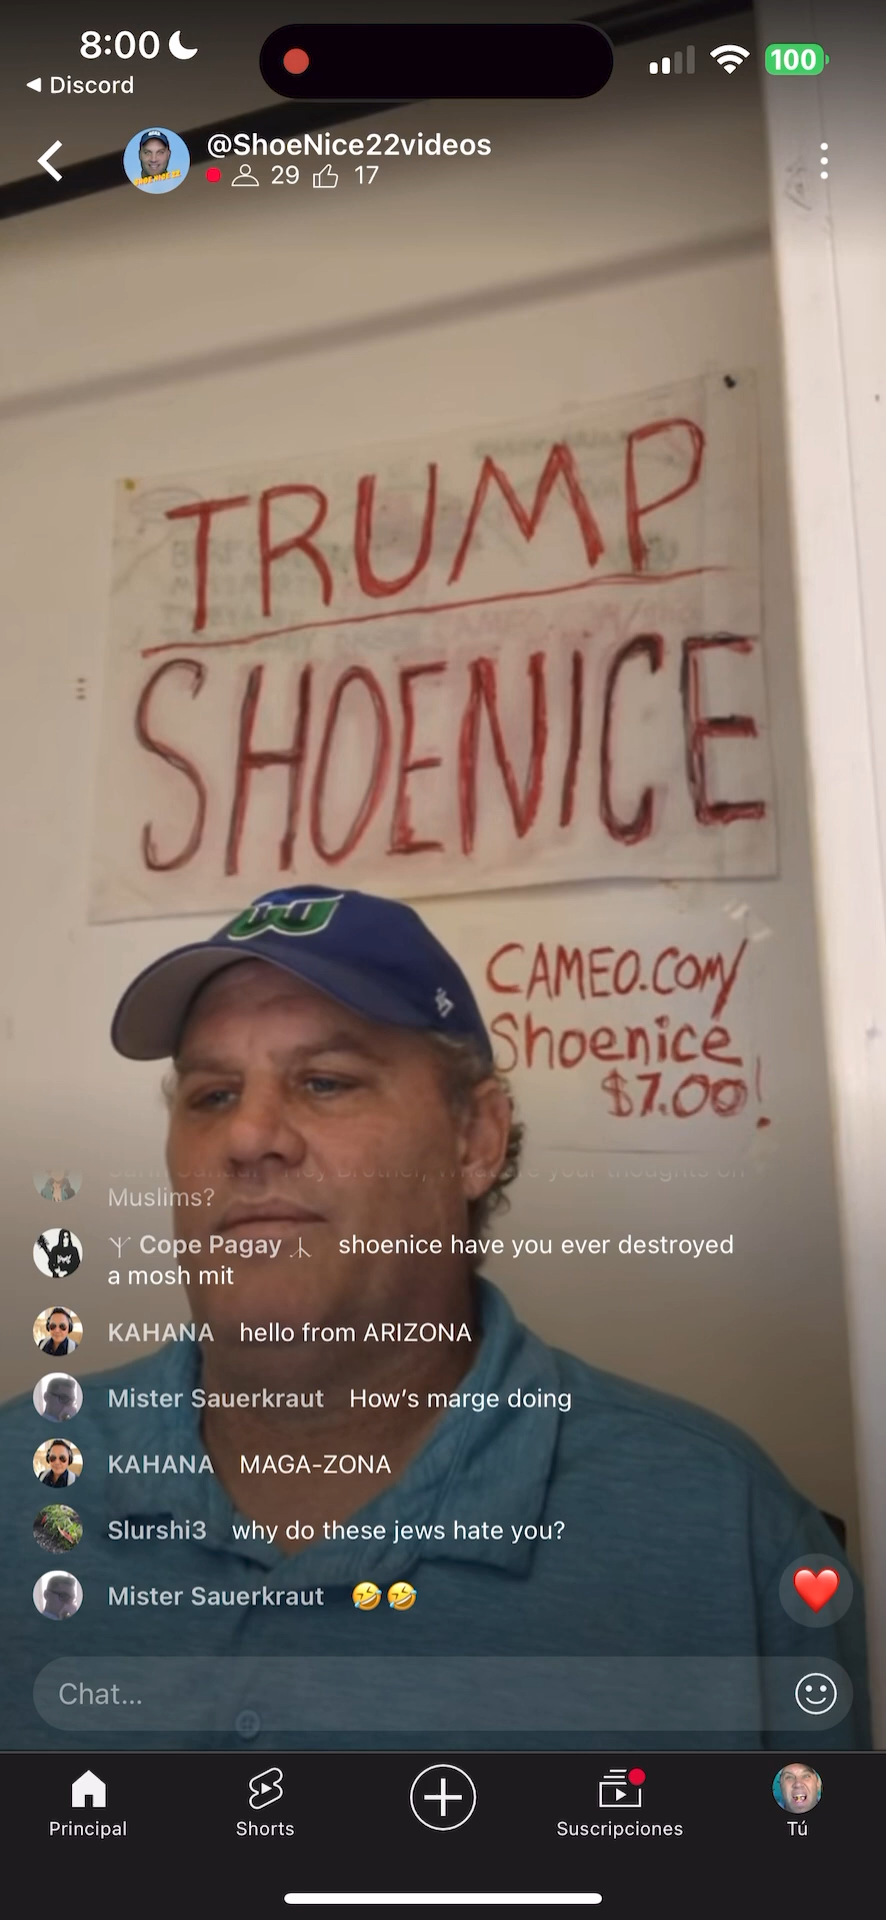 8:00
100
Discord
@ShoeNice22videos
29 17
TRUMP
SHOENICE
CAMEO.COM/
Shoenice
$7.00!
Muslims?
Cope Pagay shoenice have you ever destroyed
a mosh mit
KAHANA hello from ARIZONA
Mister Sauerkraut How's marge doing
KAHANA MAGA-ZONA
Slurshi3 why do these jews hate you?
Mister Sauerkraut 🤣🤣
Chat...
Principal
Shorts
Suscripciones
Tú